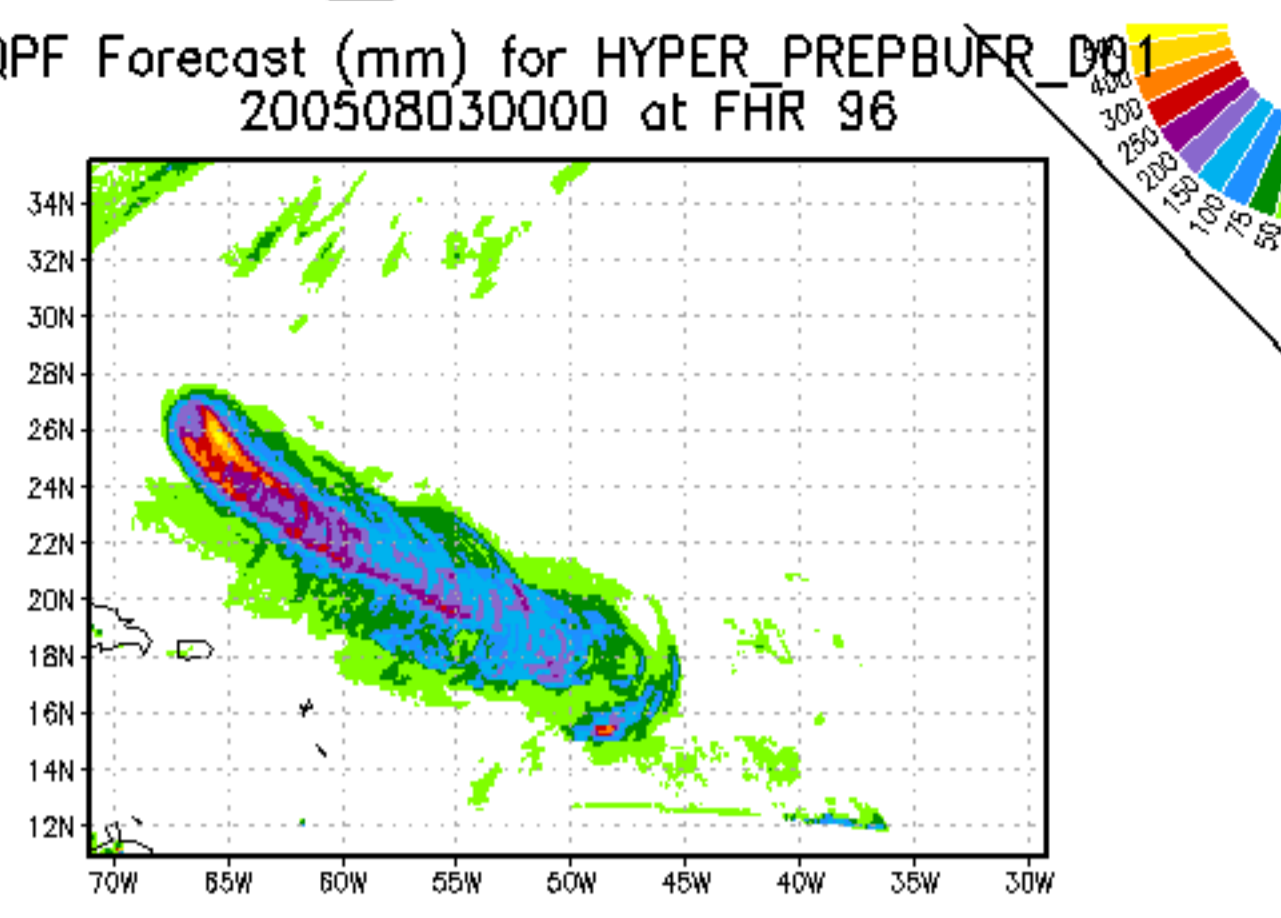 QPF Forecast (mm) for HYPER_PREPBUFR_D01
200508030000 at FHR 96
400
300
250
200
150
100
75
50
34N
32N
30N
28N
26N
24N
22N
20N
18N
16N
14N
12N
70W 65W 60W 55W 50W 45W 40W 35W 30W